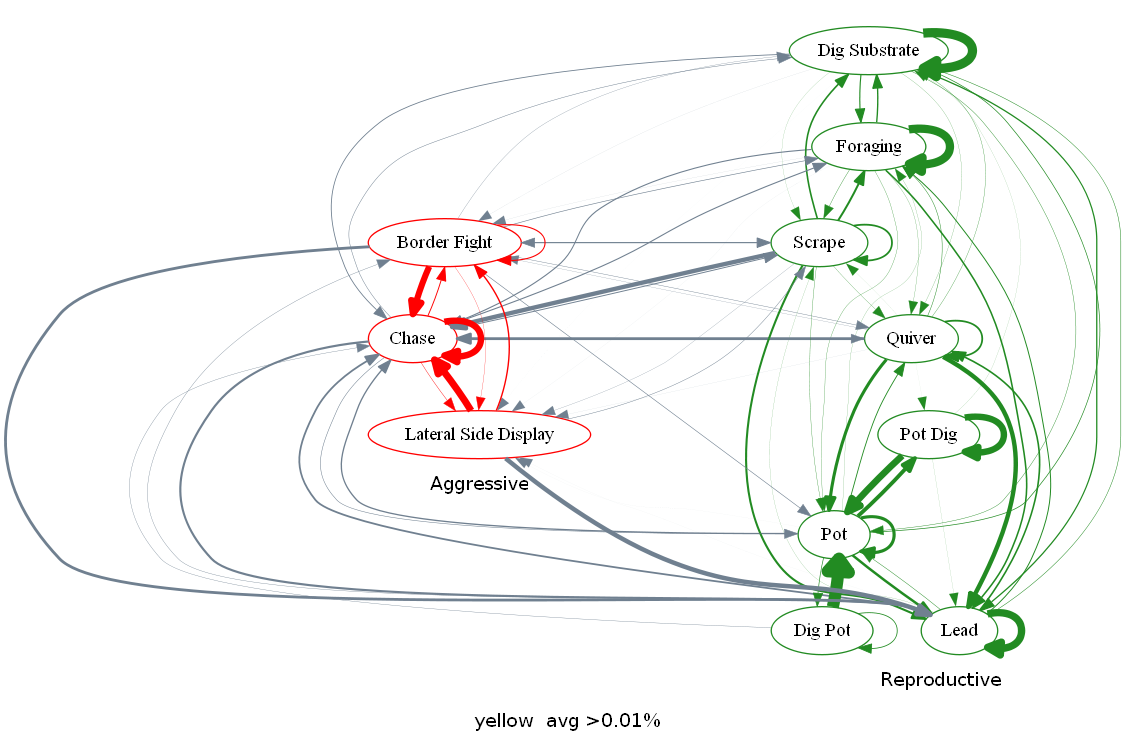 Dig Substrate
Foraging
Border Fight
Scrape
Chase
Quiver
Lateral Side Display
Pot Dig
Aggressive
Pot
Dig Pot
Lead
Reproductive
yellow  avg >0.01%